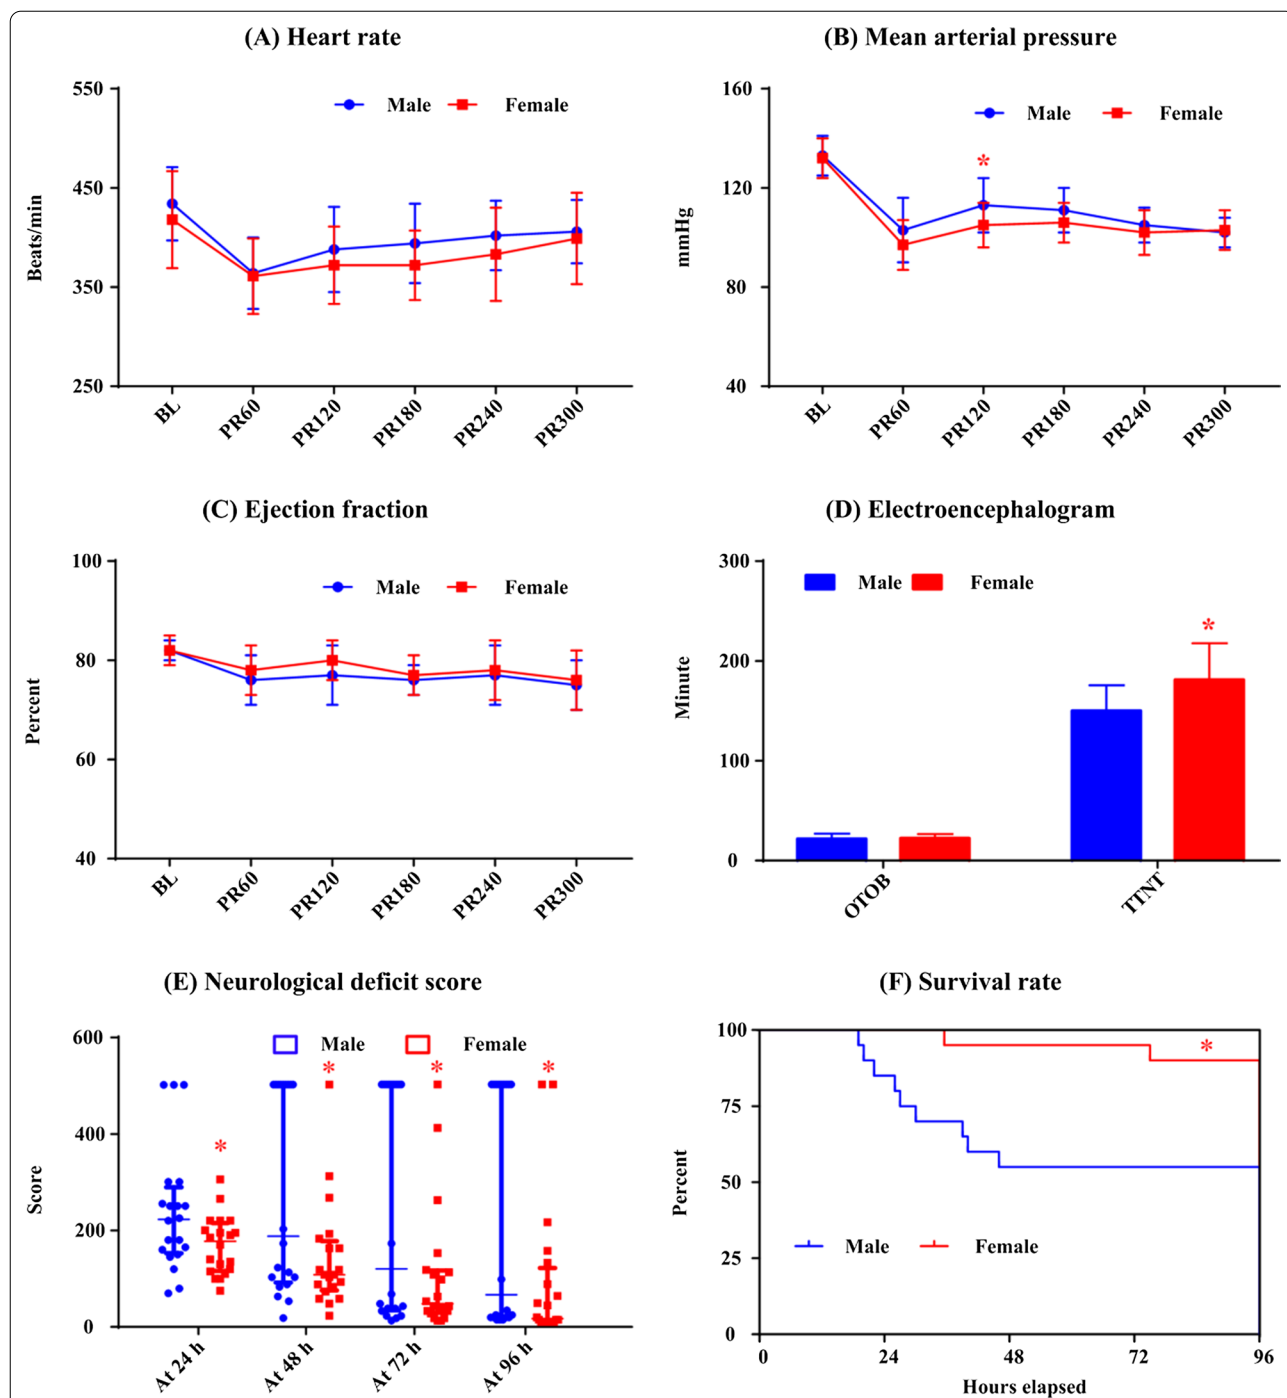 (A) Heart rate
550
450
350
250
Beats/min
Male
Female
BL
PR60
PR120
PR180
PR240
PR300
(B) Mean arterial pressure
160
120
80
40
mmHg
Male
Female
*
BL
PR60
PR120
PR180
PR240
PR300
(C) Ejection fraction
100
80
60
40
Percent
Male
Female
BL
PR60
PR120
PR180
PR240
PR300
(D) Electroencephalogram
300
200
100
0
Minute
Male
Female
*
OTOB
TTNT
(E) Neurological deficit score
600
400
200
0
Score
Male
Female
*
*
*
*
At 24 h
At 48 h
At 72 h
At 96 h
(F) Survival rate
100
75
50
25
0
Percent
*
Male
Female
0
24
48
72
96
Hours elapsed